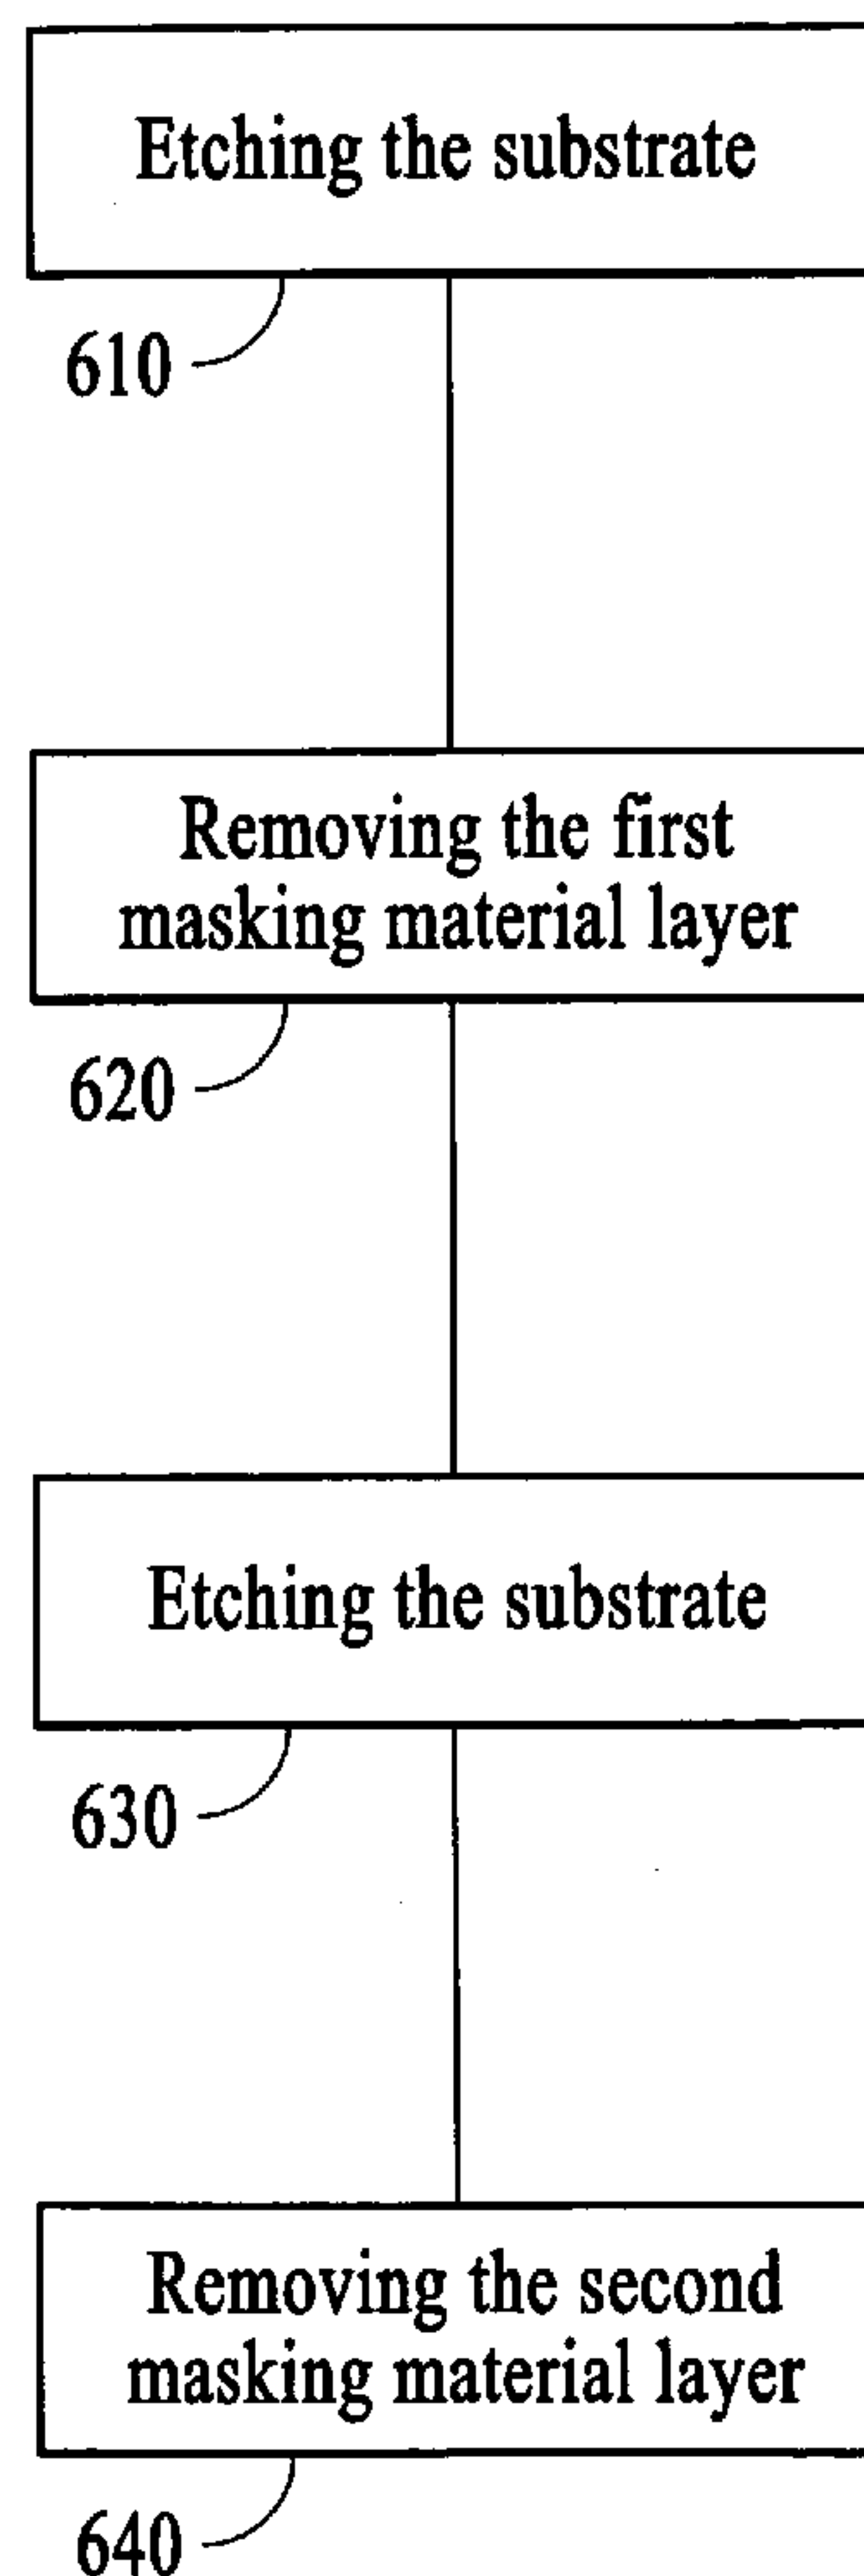 Etching the substrate
610
Removing the first
masking material layer
620
Etching the substrate
630
Removing the second
masking material layer
640